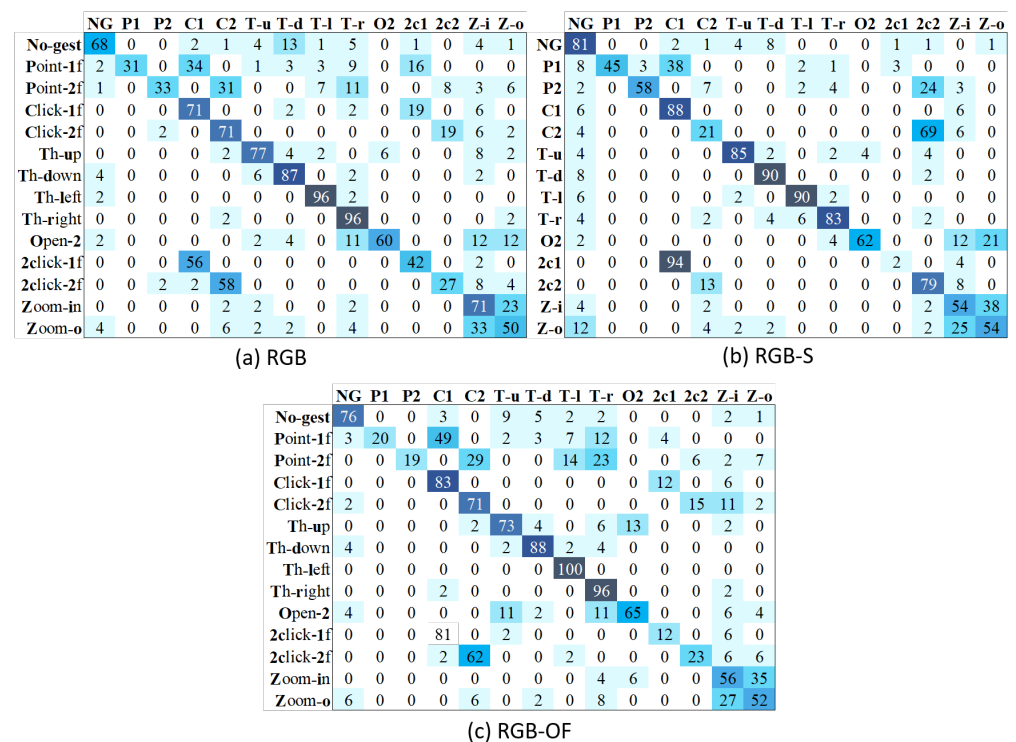 NG P1 P2 C1 C2 T-u T-d T-l T-r O2 2c1 2c2 Z-i Z-o
No-gest 68 0 0 2 1 4 13 1 5 0 1 0 4 1
Point-1f 2 31 0 34 0 1 3 3 9 0 16 0 0 0
Point-2f 1 0 33 0 31 0 0 7 11 0 0 8 3 6
Click-1f 0 0 0 71 0 0 2 0 2 0 19 0 6 0
Click-2f 0 0 2 0 71 0 0 0 0 0 0 19 6 2
Th-up 0 0 0 0 2 77 4 2 0 6 0 0 8 2
Th-down 4 0 0 0 0 6 87 0 2 0 0 0 0 0
Th-left 2 0 0 0 0 0 0 96 2 0 0 0 0 0
Th-right 0 0 0 0 2 0 0 0 96 0 0 0 0 2
Open-2 2 0 0 0 0 2 4 0 11 60 0 0 12 12
2click-1f 0 0 0 56 0 0 0 0 0 0 42 0 2 0
2click-2f 0 0 2 2 58 0 0 0 0 0 0 27 8 4
Zoom-in 0 0 0 0 2 2 0 0 0 0 0 0 71 23
Zoom-o 4 0 0 0 6 2 2 0 4 0 0 0 33 50
(a) RGB
NG P1 P2 C1 C2 T-u T-d T-l T-r O2 2c1 2c2 Z-i Z-o
NG 81 0 0 2 1 4 8 0 0 0 1 1 0 1
P1 8 45 3 38 0 0 0 2 1 0 3 0 0 0
P2 2 0 58 0 7 0 0 2 4 0 0 24 3 0
C1 6 0 0 88 0 0 0 0 0 0 0 0 6 0
C2 4 0 0 0 21 0 0 0 0 0 0 69 6 0
T-u 4 0 0 0 0 85 2 0 2 4 0 4 0 0
T-d 8 0 0 0 0 0 90 0 0 0 0 2 0 0
T-l 6 0 0 0 0 2 0 90 2 0 0 0 0 0
T-r 4 0 0 0 2 0 4 6 83 0 0 2 0 0
O2 2 0 0 0 0 0 0 0 4 62 0 0 12 21
2c1 0 0 0 94 0 0 0 0 0 0 2 0 4 0
2c2 0 0 0 0 13 0 0 0 0 0 0 79 8 0
Z-i 4 0 0 0 2 0 0 0 0 0 0 2 54 38
Z-o 12 0 0 0 4 2 2 0 0 0 0 2 25 54
(b) RGB-S
NG P1 P2 C1 C2 T-u T-d T-l T-r O2 2c1 2c2 Z-i Z-o
No-gest 76 0 0 3 0 9 5 2 2 0 0 0 2 1
Point-1f 3 20 0 49 0 2 3 7 12 0 4 0 0 0
Point-2f 0 0 19 0 29 0 0 14 23 0 0 6 2 7
Click-1f 0 0 0 83 0 0 0 0 0 0 12 0 6 0
Click-2f 2 0 0 0 71 0 0 0 0 0 0 15 11 2
Th-up 0 0 0 0 2 73 4 0 6 13 0 0 2 0
Th-down 4 0 0 0 0 2 88 2 4 0 0 0 0 0
Th-left 0 0 0 0 0 0 0 100 0 0 0 0 0 0
Th-right 0 0 0 2 0 0 0 0 96 0 0 0 2 0
Open-2 4 0 0 0 0 11 2 0 11 65 0 0 6 4
2click-1f 0 0 0 81 0 2 0 0 0 0 12 0 6 0
2click-2f 0 0 0 2 62 0 0 2 0 0 0 23 6 6
Zoom-in 0 0 0 0 0 0 0 0 4 6 0 0 56 35
Zoom-o 6 0 0 0 6 0 2 0 8 0 0 0 27 52
(c) RGB-OF